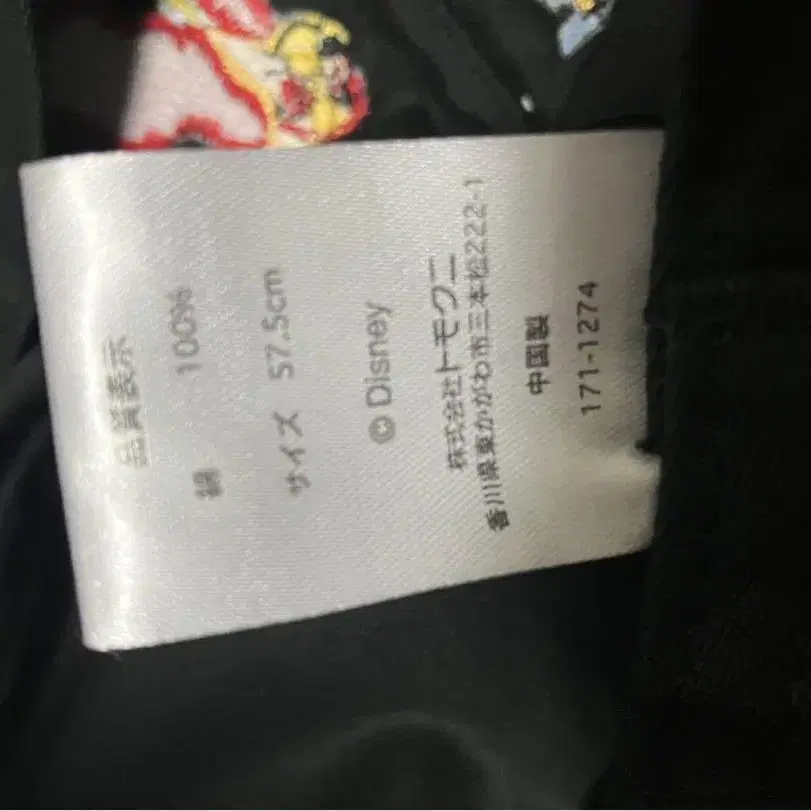 品質表示
綿 100%
サイズ 57.5cm
© Disney
株式会社トモクニ
香川県東かがわ市三本松222-1
中国製
171-1274